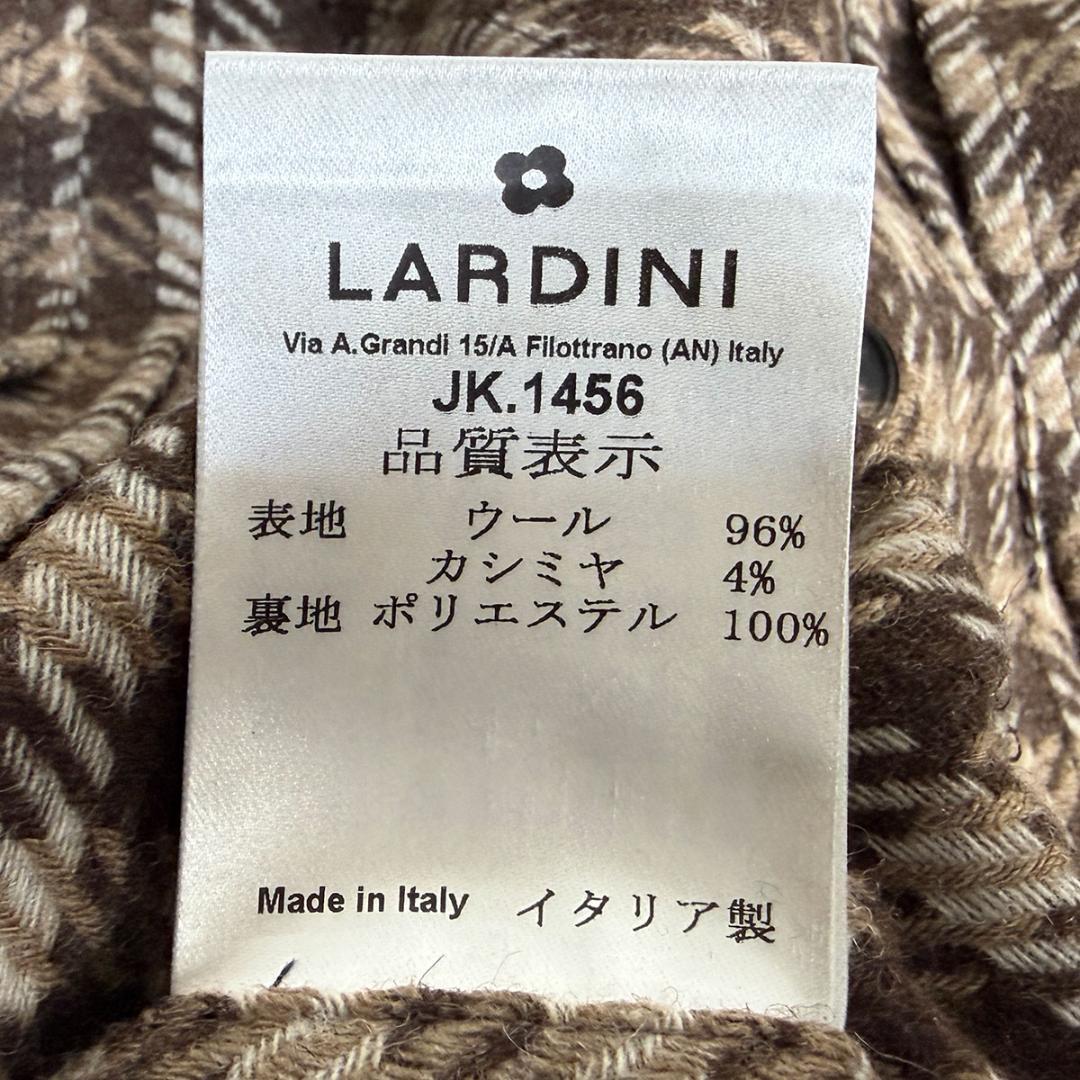 LARDINI
Via A.Grandi 15/A Filottrano (AN) Italy
JK.1456
品質表示
表地 ウール 96%
カシミヤ 4%
裏地 ポリエステル 100%
Made in Italy イタリア製